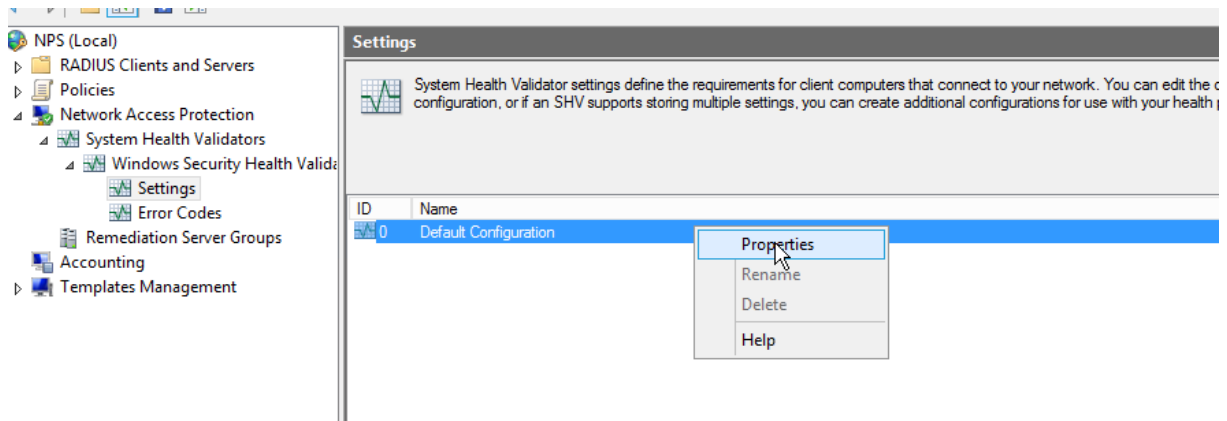 NPS (Local)
RADIUS Clients and Servers
Policies
Network Access Protection
System Health Validators
Windows Security Health Valida
Settings
Error Codes
Remediation Server Groups
Accounting
Templates Management
Settings
System Health Validator settings define the requirements for client computers that connect to your network. You can edit the
configuration, or if an SHV supports storing multiple settings, you can create additional configurations for use with your health
ID Name
0 Default Configuration
Properties
Rename
Delete
Help